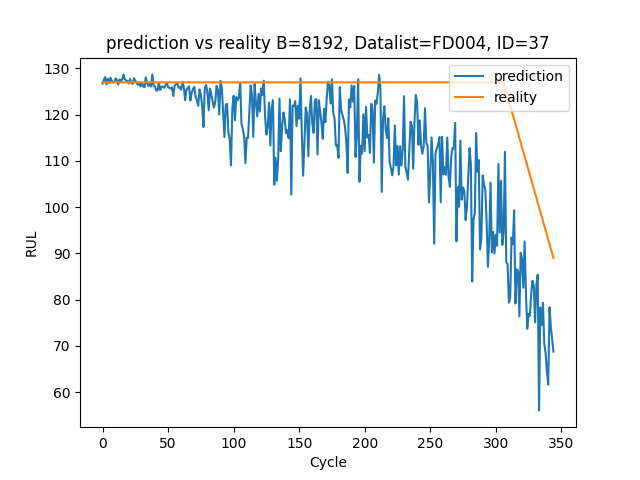 prediction vs reality B=8192, Datalist=FD004, ID=37
prediction
reality
RUL
130
120
110
100
90
80
70
60
0 50 100 150 200 250 300 350
Cycle